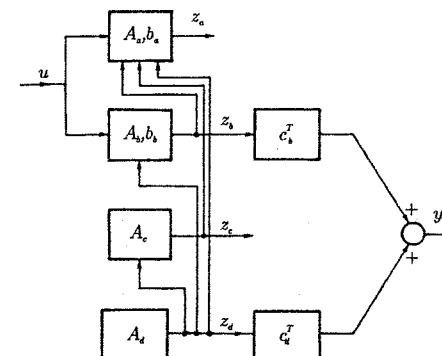 z_a
A_a,b_a
u
A_b,b_b
z_b
c_b^T
+
y
+
A_c
z_c
A_d
z_d
c_d^T